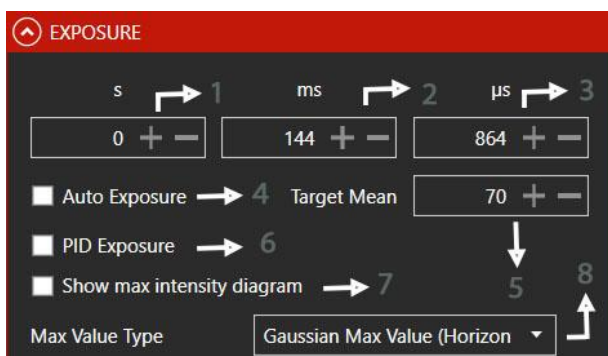 EXPOSURE
s 1 ms 2 µs 3
0 144 864
Auto Exposure 4 Target Mean 70
PID Exposure 6
Show max intensity diagram 7 5 8
Max Value Type Gaussian Max Value (Horizon